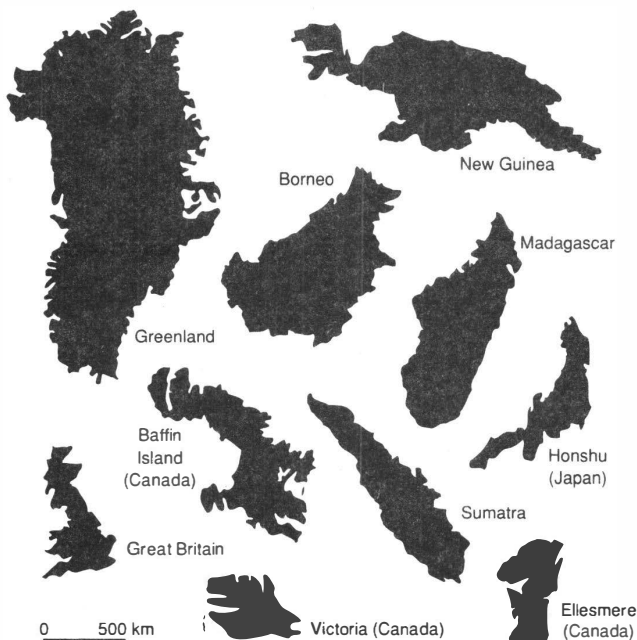 New Guinea
Borneo
Madagascar
Greenland
Baffin
Island
(Canada)
Honshu
(Japan)
Sumatra
Great Britain
Ellesmere
(Canada)
0 500 km
Victoria (Canada)